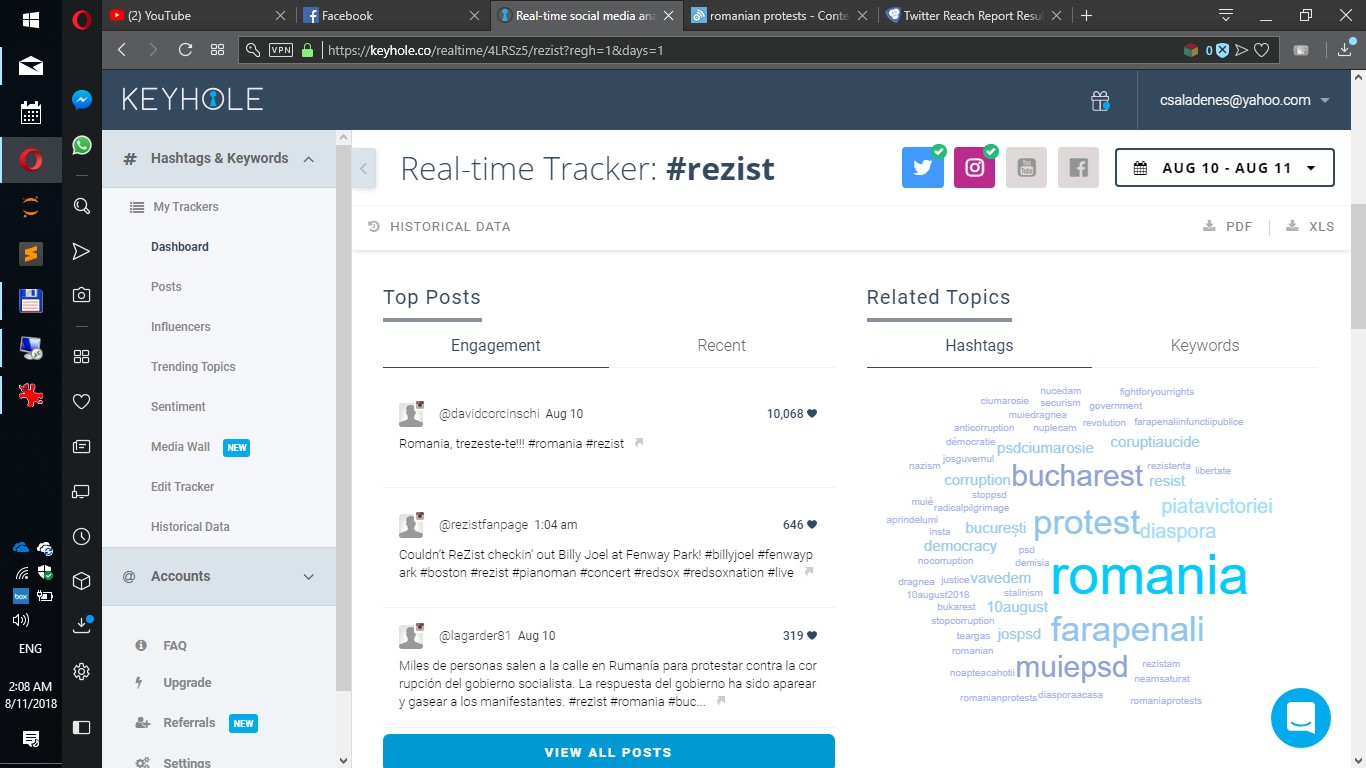 (2) YouTube
Facebook
Real-time social media ana
romanian protests - Conte
Twitter Reach Report Resu
VPN
https://keyhole.co/realtime/4LRSz5/rezist?regh=1&days=1
0
KEYHOLE
csaladenes@yahoo.com
# Hashtags & Keywords
My Trackers
Dashboard
Posts
Influencers
Trending Topics
Sentiment
Media Wall NEW
Edit Tracker
Historical Data
@ Accounts
FAQ
Upgrade
Referrals NEW
Settings
Real-time Tracker: #rezist
AUG 10 - AUG 11
HISTORICAL DATA
PDF
XLS
Top Posts
Engagement
Recent
@davidcorcinschi Aug 10
10,068
Romania, trezeste-te!!! #romania #rezist
@rezistfanpage 1:04 am
646
Couldn't ReZist checkin' out Billy Joel at Fenway Park! #billyjoel #fenwayp
ark #boston #rezist #pianoman #concert #redsox #redsoxnation #live
@lagarder81 Aug 10
319
Miles de personas salen a la calle en Rumanía para protestar contra la cor
rupción del gobierno socialista. La respuesta del gobierno ha sido aparear
y gasear a los manifestantes. #rezist #romania #buc...
VIEW ALL POSTS
Related Topics
Hashtags
Keywords
nucedam
fightforyourrights
ciumarosie
securism
government
muiedragnea
anticorruption
nuplecam
revolution
farapenaliinfunctiipublice
démocratie
psdciumarosie
coruptiaucide
josguvernul
nazism
bucharest
rezistenta
libertate
corruption
resist
stoppsd
muié
radicalpilgrimage
piatavictoriei
aprindelumi
insta
bucurești
protest
diaspora
democracy
psd
nocorruption
demisia
romania
dragnea
justice
vavedem
10august2018
stalinism
bukarest
10august
stopcorruption
teargas
jospsd
farapenali
romanian
noapteacahotii
muiepsd
rezistam
neamsaturat
romanianprotests
diasporaacasa
romaniaprotests
box
ENG
2:08 AM
8/11/2018